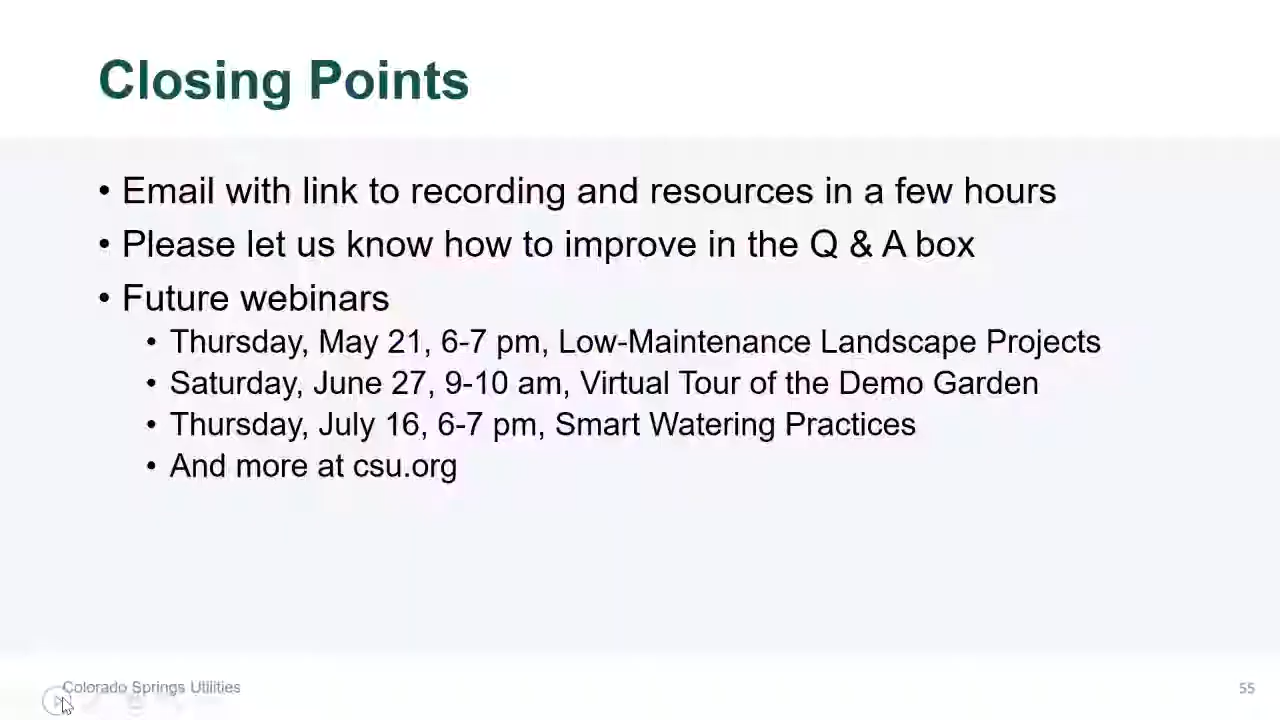 Closing Points
• Email with link to recording and resources in a few hours
• Please let us know how to improve in the Q & A box
• Future webinars
• Thursday, May 21, 6-7 pm, Low-Maintenance Landscape Projects
• Saturday, June 27, 9-10 am, Virtual Tour of the Demo Garden
• Thursday, July 16, 6-7 pm, Smart Watering Practices
• And more at csu.org
Colorado Springs Utilities
55